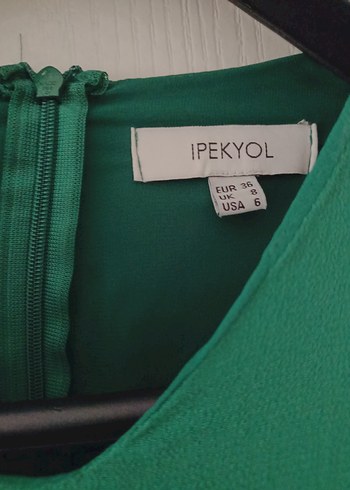 IPEKYOL
EUR 36
UK 8
USA 6